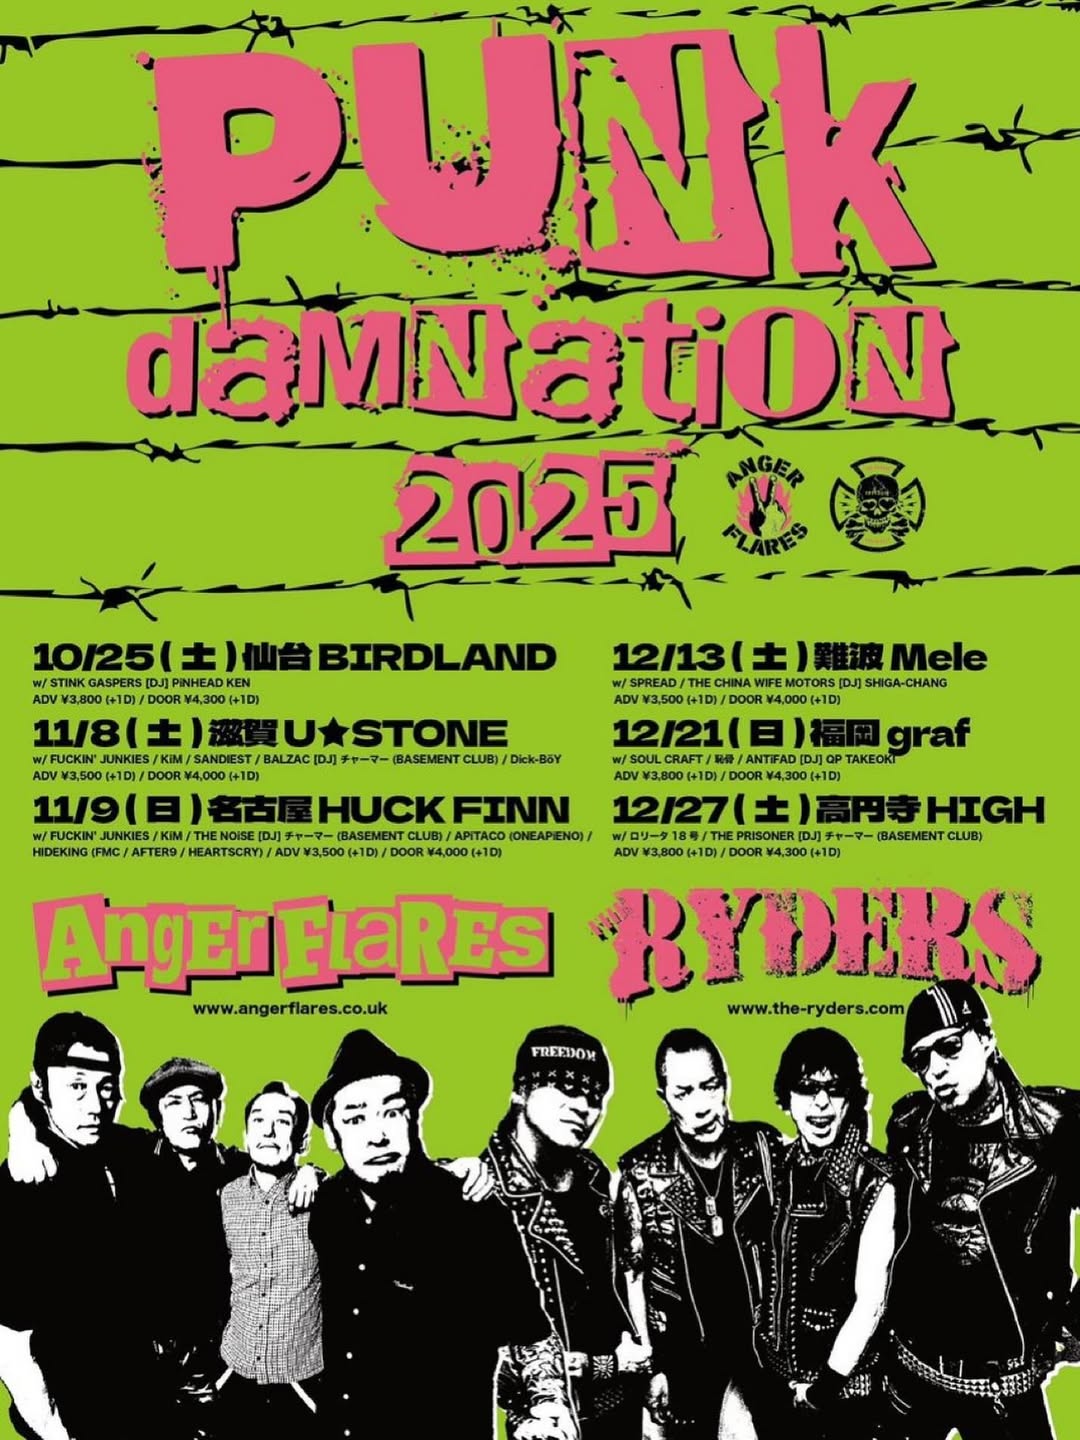 PUNK
daMNatiON
2025
ANGER
FLARES
10/25(土)仙台 BIRDLAND
w/ STINK GASPERS [DJ] PINHEAD KEN
ADV ¥3,800 (+1D) / DOOR ¥4,300 (+1D)
11/8(土)滋賀 U★STONE
w/ FUCKIN' JUNKIES / KiM / SANDIEST / BALZAC [DJ] チャーマー (BASEMENT CLUB) / Dick-BöY
ADV ¥3,500 (+1D) / DOOR ¥4,000 (+1D)
11/9(日)名古屋 HUCK FINN
w/ FUCKIN' JUNKIES / KiM / THE NOiSE [DJ] チャーマー (BASEMENT CLUB) / APiTACO (ONEAPiENO) /
HIDEKING (FMC / AFTER9 / HEARTSCRY) / ADV ¥3,500 (+1D) / DOOR ¥4,000 (+1D)
12/13(土)難波 Mele
w/ SPREAD / THE CHINA WIFE MOTORS [DJ] SHIGA-CHANG
ADV ¥3,500 (+1D) / DOOR ¥4,000 (+1D)
12/21(日)福岡 graf
w/ SOUL CRAFT / 恥骨 / ANTiFAD [DJ] QP TAKEOKI
ADV ¥3,800 (+1D) / DOOR ¥4,300 (+1D)
12/27(土)高円寺 HIGH
w/ ロリータ 18号 / THE PRISONER [DJ] チャーマー (BASEMENT CLUB)
ADV ¥3,800 (+1D) / DOOR ¥4,300 (+1D)
AngEr FLaREs
www.angerflares.co.uk
THE RYDERS
www.the-ryders.com
FREEDOM